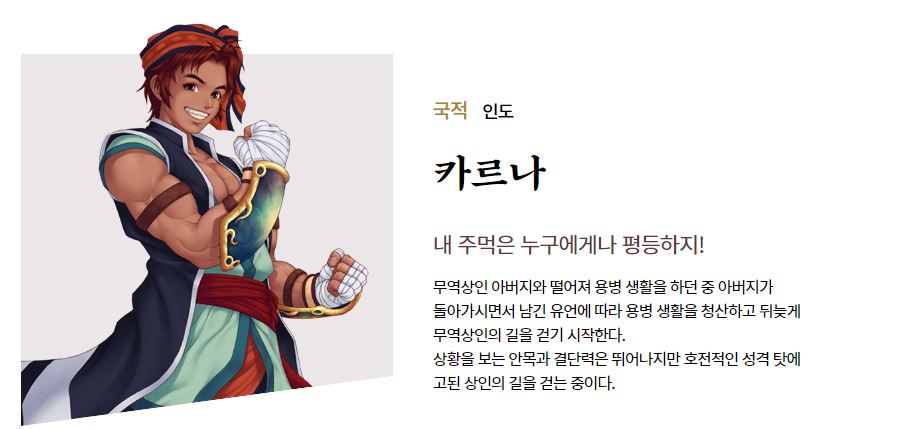 국적 인도
카르나
내 주먹은 누구에게나 평등하지!
무역상인 아버지와 떨어져 용병 생활을 하던 중 아버지가
돌아가시면서 남긴 유언에 따라 용병 생활을 청산하고 뒤늦게
무역상인의 길을 걷기 시작한다.
상황을 보는 안목과 결단력은 뛰어나지만 호전적인 성격 탓에
고된 상인의 길을 걷는 중이다.